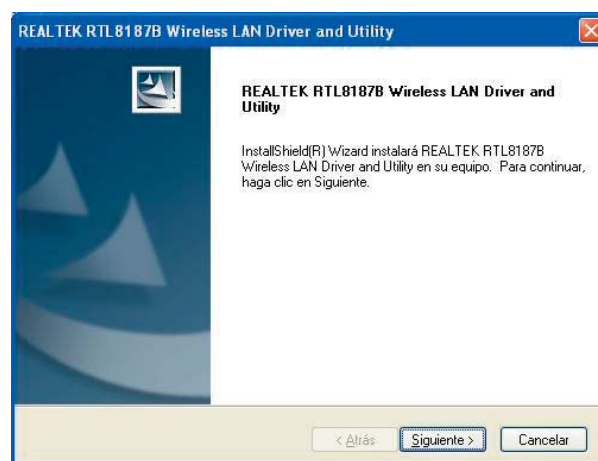 REALTEK RTL8187B Wireless LAN Driver and Utility
REALTEK RTL8187B Wireless LAN Driver and
Utility
InstallShield(R) Wizard instalará REALTEK RTL8187B
Wireless LAN Driver and Utility en su equipo. Para continuar,
haga clic en Siguiente.
< Atrás
Siguiente >
Cancelar